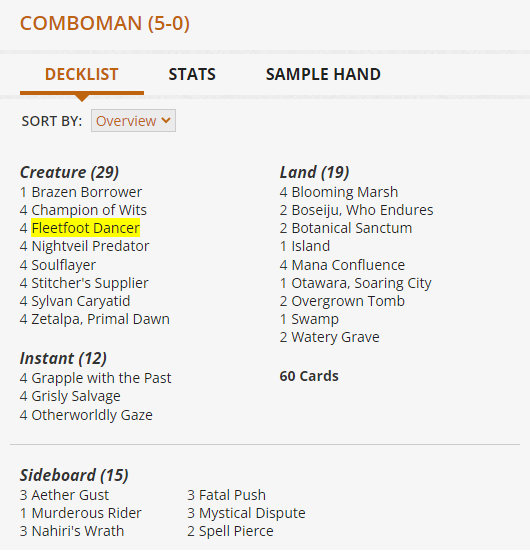 COMBOMAN (5-0)
DECKLIST STATS SAMPLE HAND
SORT BY: Overview
Creature (29)
1 Brazen Borrower
4 Champion of Wits
4 Fleetfoot Dancer
4 Nightveil Predator
4 Soulflayer
4 Stitcher's Supplier
4 Sylvan Caryatid
4 Zetalpa, Primal Dawn
Instant (12)
4 Grapple with the Past
4 Grisly Salvage
4 Otherworldly Gaze
Land (19)
4 Blooming Marsh
2 Boseiju, Who Endures
2 Botanical Sanctum
1 Island
4 Mana Confluence
1 Otawara, Soaring City
2 Overgrown Tomb
1 Swamp
2 Watery Grave
60 Cards
Sideboard (15)
3 Aether Gust
1 Murderous Rider
3 Nahiri's Wrath
3 Fatal Push
3 Mystical Dispute
2 Spell Pierce